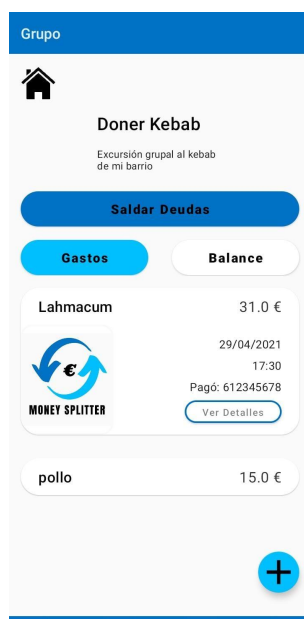 Grupo
Doner Kebab
Excursión grupal al kebab
de mi barrio
Saldar Deudas
Gastos
Balance
Lahmacum
31.0 €
29/04/2021
17:30
€
Pagó: 612345678
MONEY SPLITTER
Ver Detalles
pollo
15.0 €
+